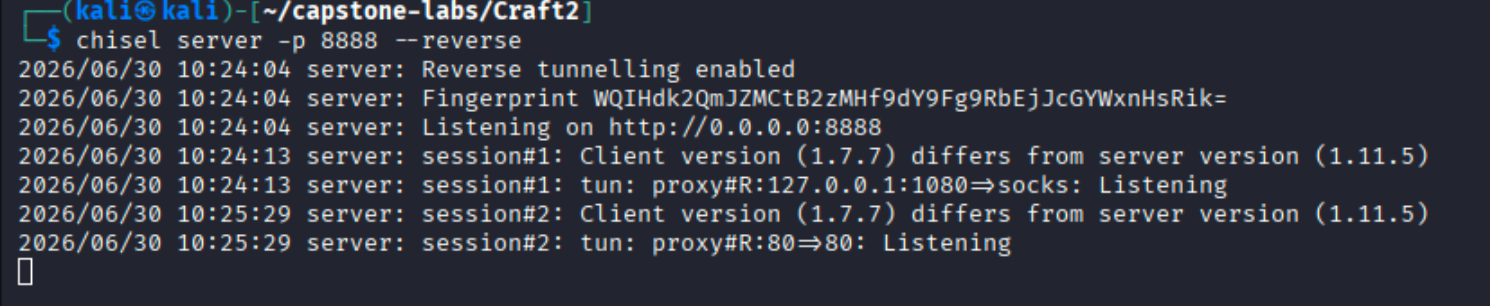 ┌──(kali㉿kali)-[~/capstone-labs/Craft2]
└─$ chisel server -p 8888 --reverse
2026/06/30 10:24:04 server: Reverse tunnelling enabled
2026/06/30 10:24:04 server: Fingerprint WQIHdk2QmJZMCtB2zMHf9dY9Fg9RbEjJcGYWxnHsRik=
2026/06/30 10:24:04 server: Listening on http://0.0.0.0:8888
2026/06/30 10:24:13 server: session#1: Client version (1.7.7) differs from server version (1.11.5)
2026/06/30 10:24:13 server: session#1: tun: proxy#R:127.0.0.1:1080=>socks: Listening
2026/06/30 10:25:29 server: session#2: Client version (1.7.7) differs from server version (1.11.5)
2026/06/30 10:25:29 server: session#2: tun: proxy#R:80=>80: Listening